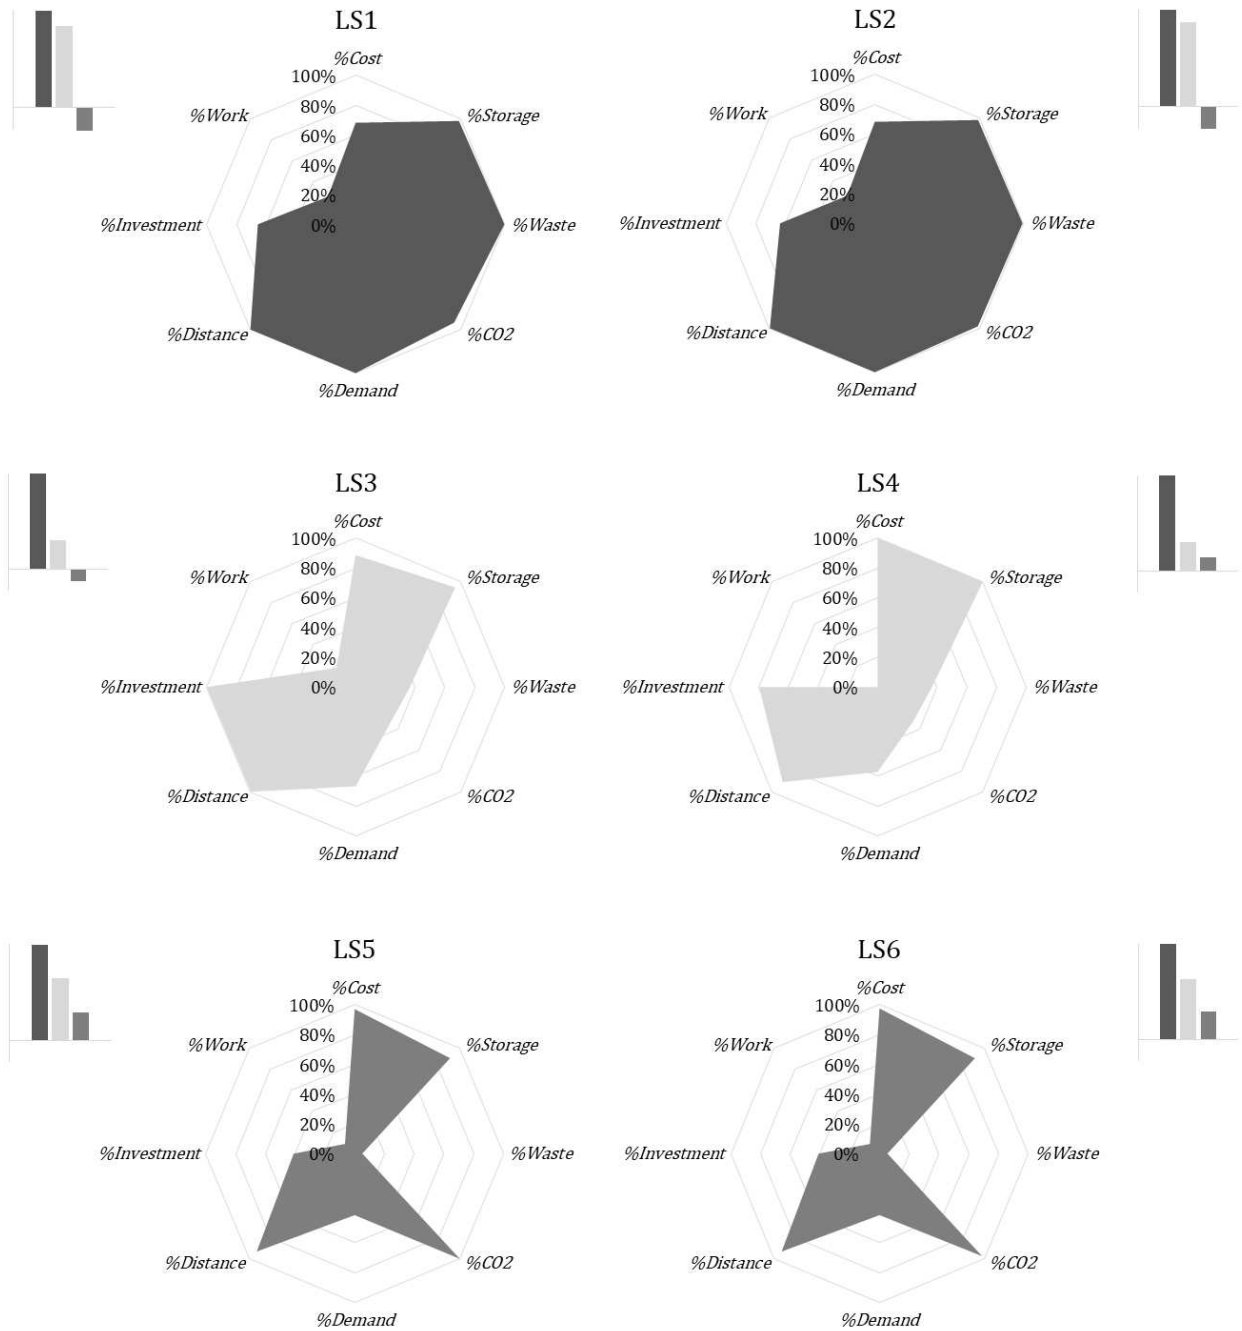 LS1
%Cost
100%
80%
60%
40%
20%
0%
%Work
%Storage
%Investment
%Waste
%Distance
%CO2
%Demand
LS2
%Cost
100%
80%
60%
40%
20%
0%
%Work
%Storage
%Investment
%Waste
%Distance
%CO2
%Demand
LS3
%Cost
100%
80%
60%
40%
20%
0%
%Work
%Storage
%Investment
%Waste
%Distance
%CO2
%Demand
LS4
%Cost
100%
80%
60%
40%
20%
0%
%Work
%Storage
%Investment
%Waste
%Distance
%CO2
%Demand
LS5
%Cost
100%
80%
60%
40%
20%
0%
%Work
%Storage
%Investment
%Waste
%Distance
%CO2
%Demand
LS6
%Cost
100%
80%
60%
40%
20%
0%
%Work
%Storage
%Investment
%Waste
%Distance
%CO2
%Demand